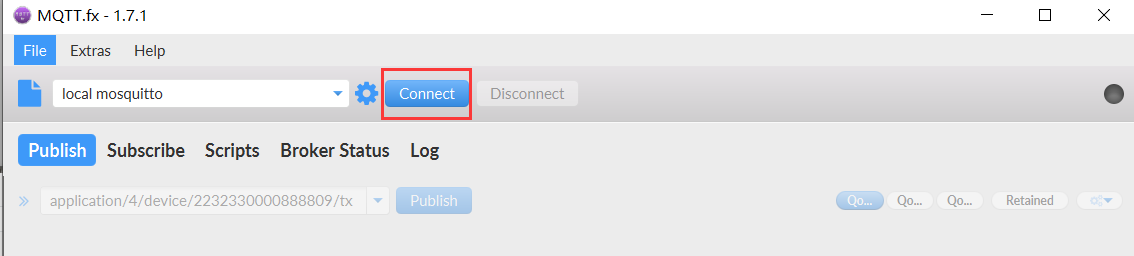 MQTT.fx - 1.7.1
File Extras Help
local mosquitto Connect Disconnect
Publish Subscribe Scripts Broker Status Log
application/4/device/2232330000888809/tx Publish Qo... Qo... Qo... Retained